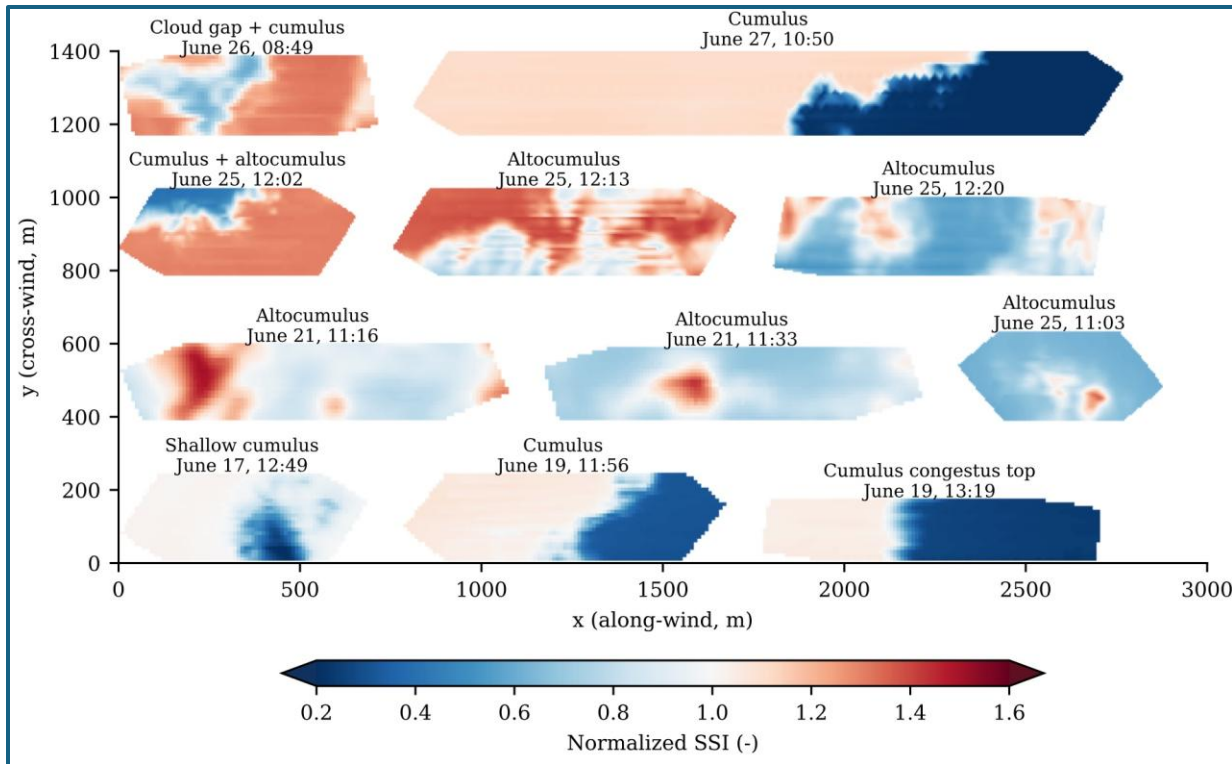 Cloud gap + cumulus
June 26, 08:49
Cumulus
June 27, 10:50
Cumulus + altocumulus
June 25, 12:02
Altocumulus
June 25, 12:13
Altocumulus
June 25, 12:20
Altocumulus
June 21, 11:16
Altocumulus
June 21, 11:33
Altocumulus
June 25, 11:03
Shallow cumulus
June 17, 12:49
Cumulus
June 19, 11:56
Cumulus congestus top
June 19, 13:19
y (cross-wind, m)
1400
1200
1000
800
600
400
200
0
0 500 1000 1500 2000 2500 3000
x (along-wind, m)
0.2 0.4 0.6 0.8 1.0 1.2 1.4 1.6
Normalized SSI (-)